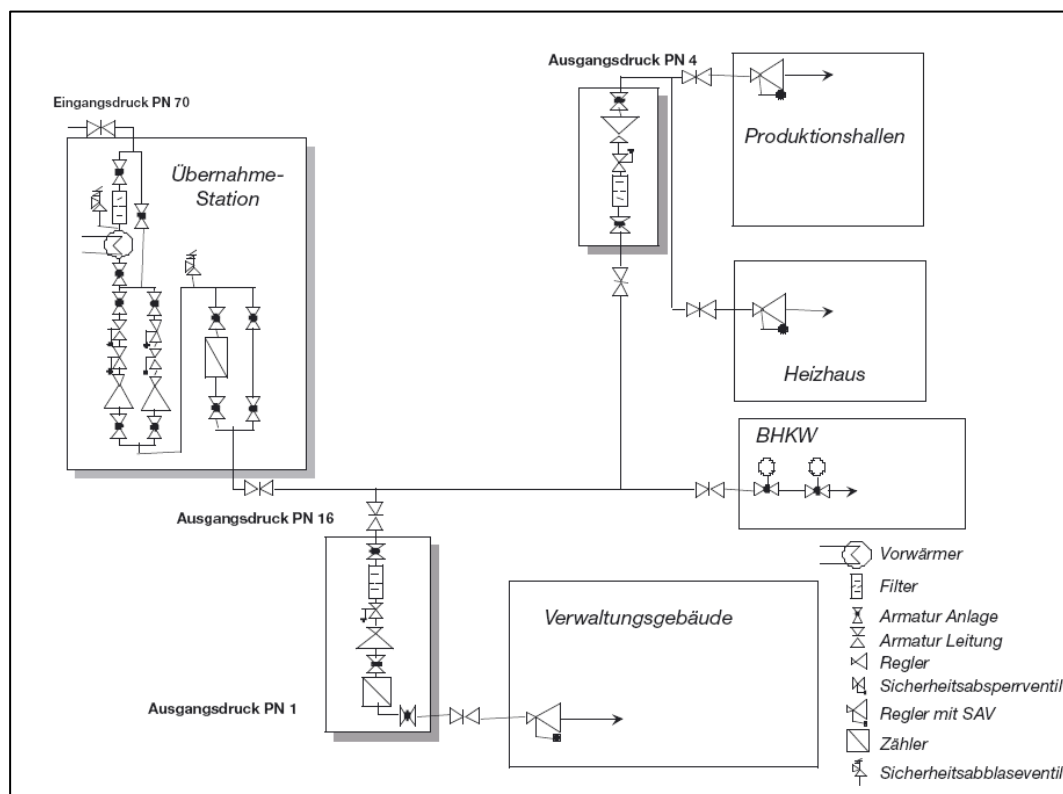 Ausgangsdruck PN 4
Eingangsdruck PN 70
Übernahme-
Station
Produktionshallen
Heizhaus
BHKW
Ausgangsdruck PN 16
Verwaltungsgebäude
Ausgangsdruck PN 1
Vorwärmer
Filter
Armatur Anlage
Armatur Leitung
Regler
Sicherheitsabsperrventil
Regler mit SAV
Zähler
Sicherheitsabblaseventil